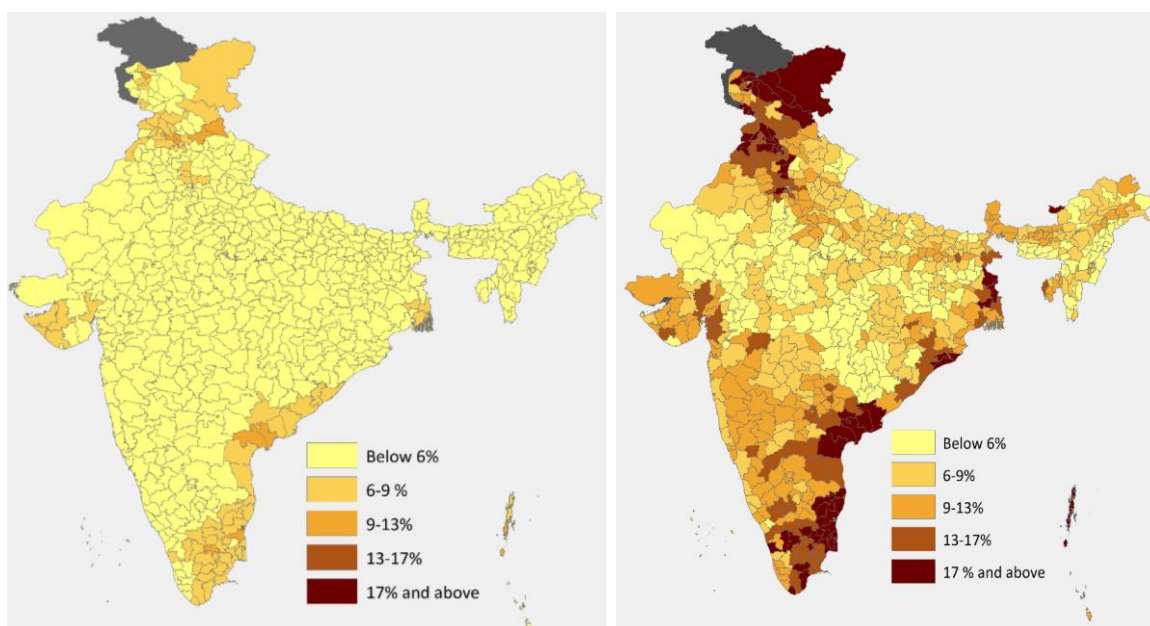 Below 6%
6-9 %
9-13%
13-17%
17% and above
Below 6%
6-9%
9-13%
13-17%
17 % and above